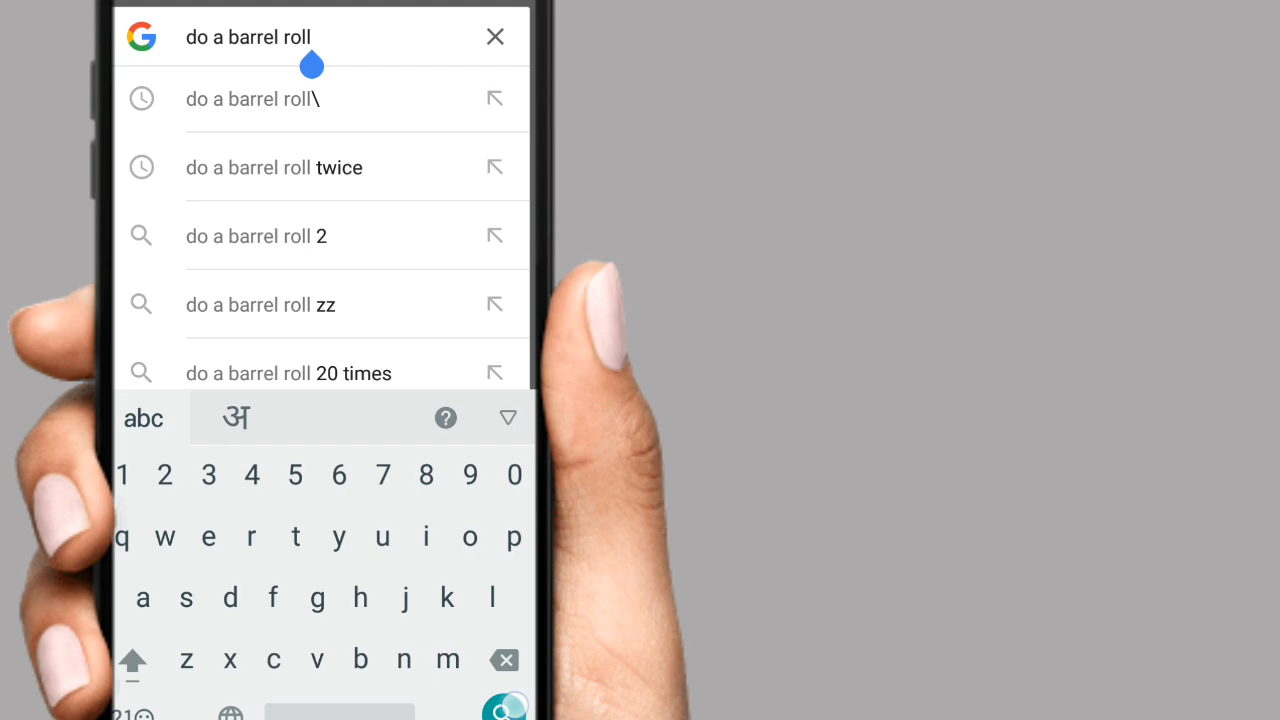 do a barrel roll
do a barrel roll\
do a barrel roll twice
do a barrel roll 2
do a barrel roll zz
do a barrel roll 20 times
abc अ ?
1 2 3 4 5 6 7 8 9 0
q w e r t y u i o p
a s d f g h j k l
z x c v b n m
?21